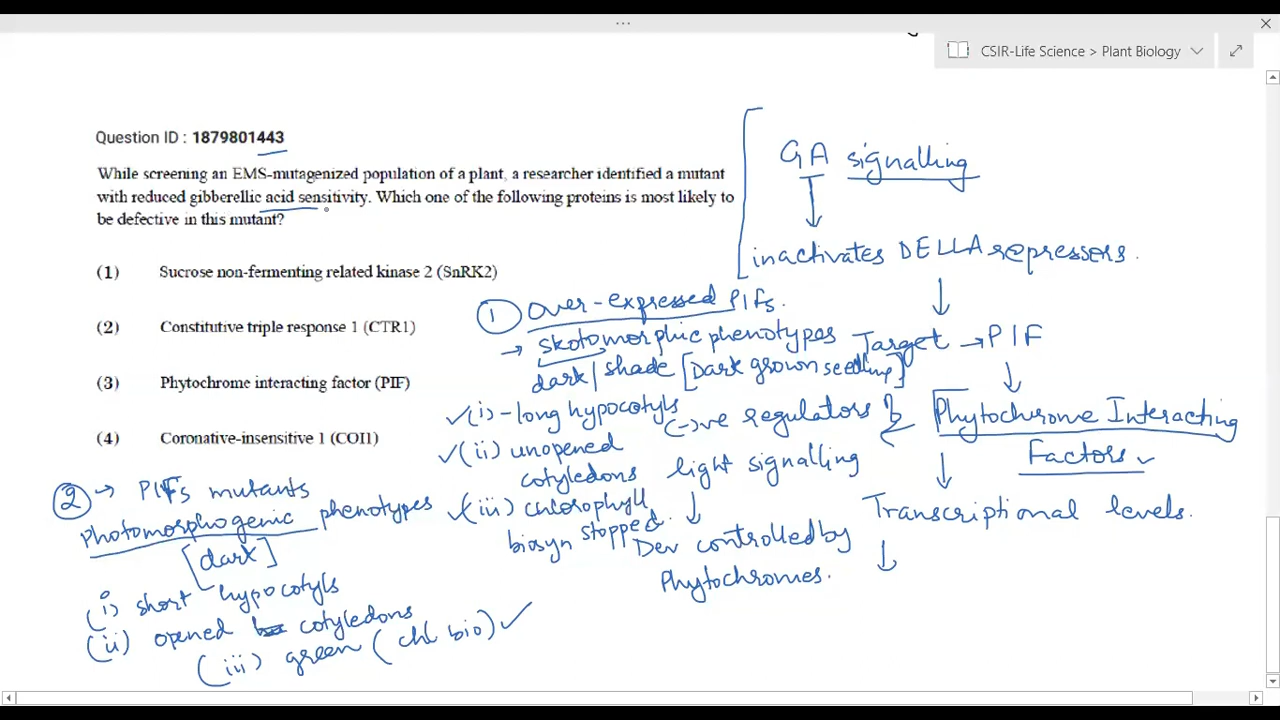 CSIR-Life Science > Plant Biology
Question ID : 1879801443
While screening an EMS-mutagenized population of a plant, a researcher identified a mutant
with reduced gibberellic acid sensitivity. Which one of the following proteins is most likely to
be defective in this mutant?
(1) Sucrose non-fermenting related kinase 2 (SnRK2)
(2) Constitutive triple response 1 (CTR1)
(3) Phytochrome interacting factor (PIF)
(4) Coronative-insensitive 1 (COI1)
GA signalling
inactivates DELLA repressors.
Target → PIF
Phytochrome Interacting
Factors
Transcriptional levels.
(-)ve regulators
light signalling
Dev controlled by
Phytochromes.
1 Over-expressed PIFs.
→ skotomorphic phenotypes
dark/shade [Dark grown seedling]
(i) - long hypocotyls
(ii) unopened
cotyledons
(iii) chlorophyll
biosyn stopped.
2 → PIFs mutants
Photomorphogenic phenotypes
[dark]
(i) short hypocotyls
(ii) opened cotyledons
(iii) green (chl bio)